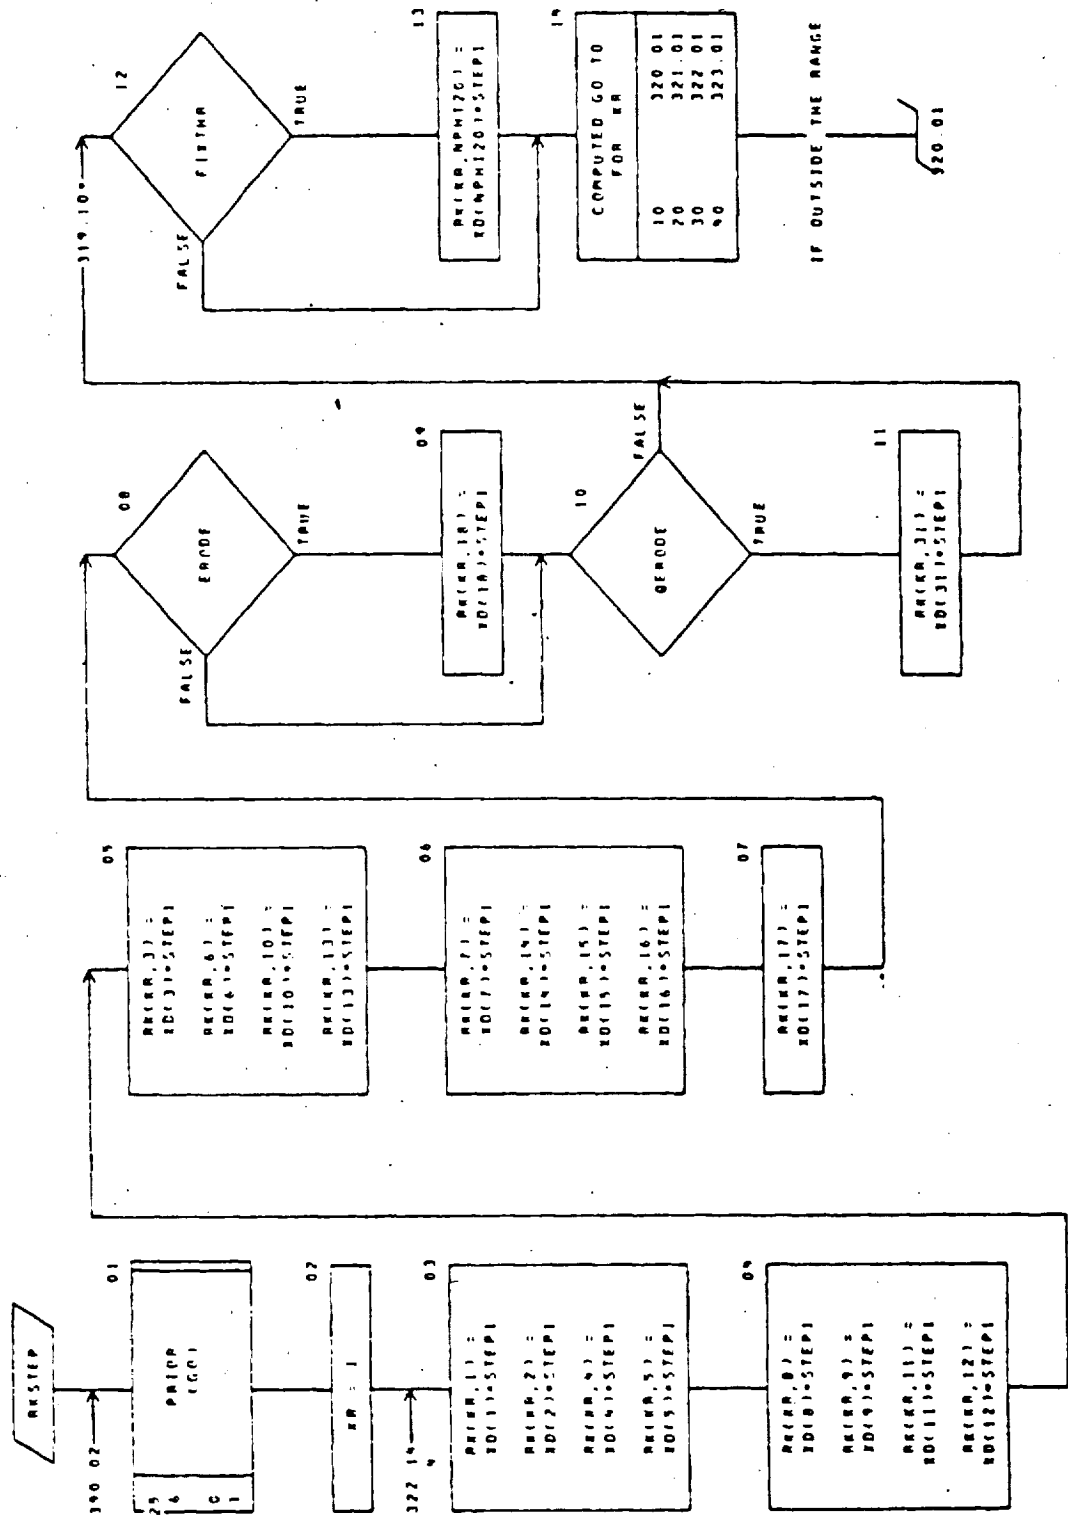 RKSTEP
390 02
01
PRIOR
(GO)
25
6
C
1
02
KR = 1
322 14
4
03
RK(KR,1) =
XD(1)*STEP1
RK(KR,2) =
XD(2)*STEP1
RK(KR,4) =
XD(4)*STEP1
RK(KR,5) =
XD(5)*STEP1
04
RK(KR,8) =
XD(8)*STEP1
RK(KR,9) =
XD(9)*STEP1
RK(KR,11) =
XD(11)*STEP1
RK(KR,12) =
XD(12)*STEP1
05
RK(KR,3) =
XD(3)*STEP1
RK(KR,6) =
XD(6)*STEP1
RK(KR,10) =
XD(10)*STEP1
RK(KR,13) =
XD(13)*STEP1
06
RK(KR,7) =
XD(7)*STEP1
RK(KR,14) =
XD(14)*STEP1
RK(KR,15) =
XD(15)*STEP1
RK(KR,16) =
XD(16)*STEP1
07
RK(KR,17) =
XD(17)*STEP1
08
ERODE
FALSE
TRUE
09
RK(KR,18) =
XD(18)*STEP1
10
QERODE
FALSE
TRUE
11
RK(KR,31) =
XD(31)*STEP1
319.10*
12
FIXTHR
FALSE
TRUE
13
RK(KR,NPHI20) =
XD(NPHI20)*STEP1
14
COMPUTED GO TO
FOR KR
10 320.01
20 321.01
30 322.01
40 323.01
IF OUTSIDE THE RANGE
320.01